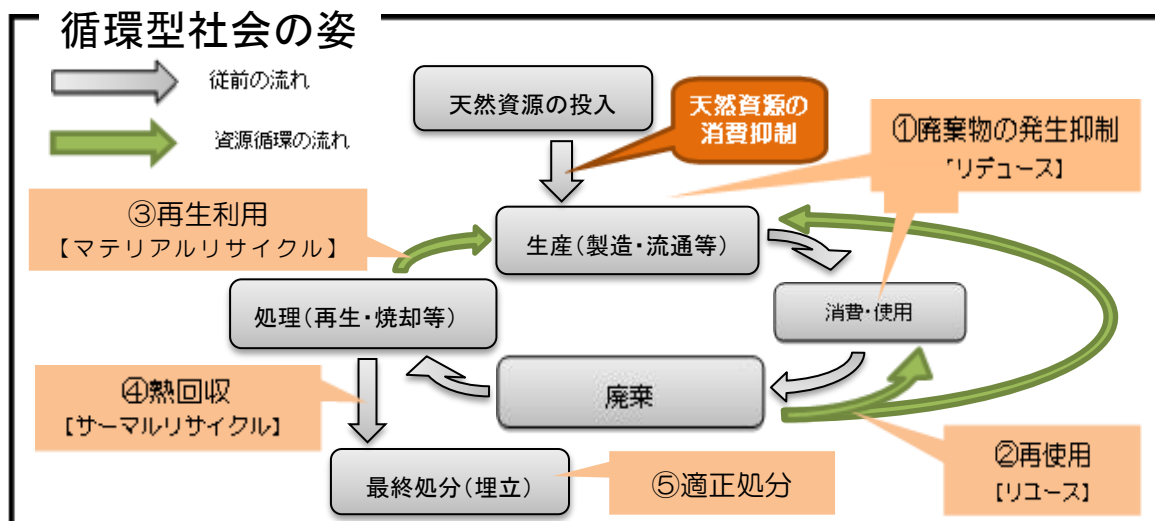 循環型社会の姿
従前の流れ
資源循環の流れ
天然資源の投入
天然資源の
消費抑制
①廃棄物の発生抑制
【リデュース】
③再生利用
【マテリアルリサイクル】
生産(製造・流通等)
処理(再生・焼却等)
消費・使用
④熱回収
【サーマルリサイクル】
廃棄
②再使用
【リユース】
最終処分(埋立)
⑤適正処分